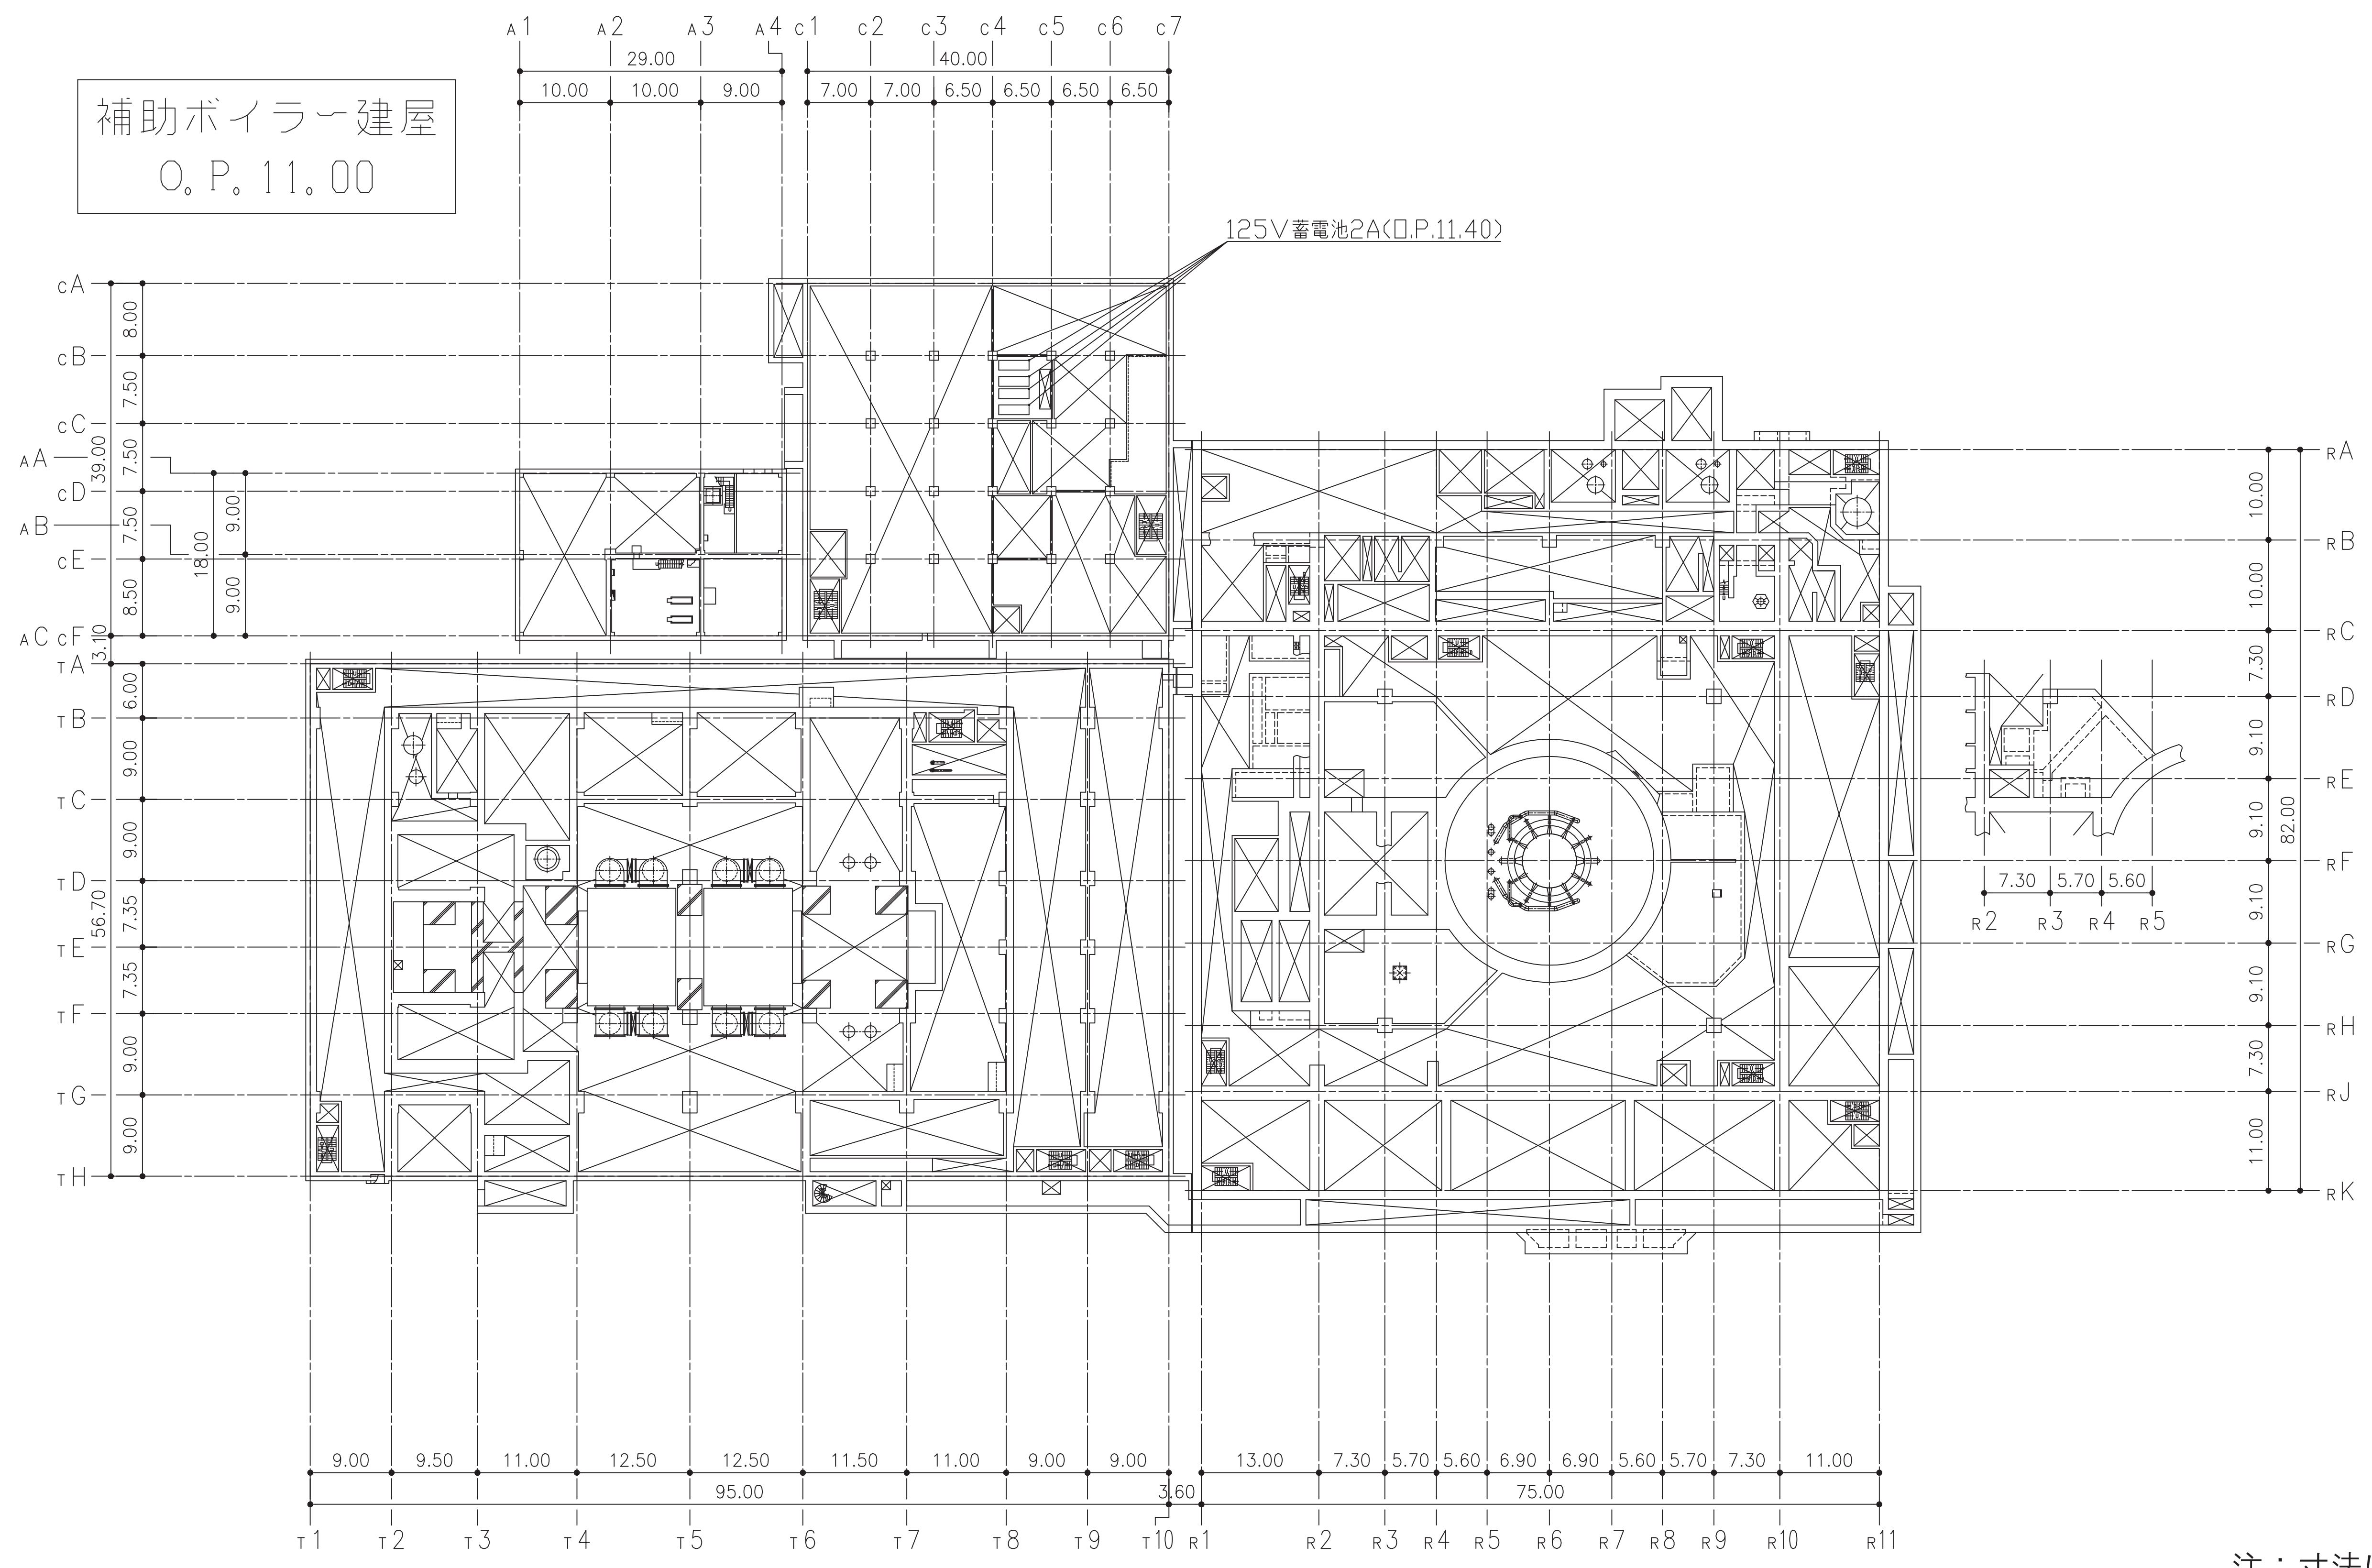 A1 A2 A3 A4 C1 C2 C3 C4 C5 C6 C7
29.00 40.00
10.00 10.00 9.00 7.00 7.00 6.50 6.50 6.50 6.50
補助ボイラー建屋
O.P.11.00
125V蓄電池2A(O.P.11.40)
CA
CB
CC
AA
CD
AB
CE
AC CF
TA
TB
TC
TD
TE
TF
TG
TH
8.00
7.50
7.50
7.50
8.50
39.00
9.00
9.00
18.00
3.10
6.00
9.00
9.00
7.35
7.35
9.00
9.00
56.70
RA
RB
RC
RD
RE
RF
RG
RH
RJ
RK
10.00
10.00
7.30
9.10
9.10
9.10
9.10
7.30
11.00
82.00
7.30 5.70 5.60
R2 R3 R4 R5
9.00 9.50 11.00 12.50 12.50 11.50 11.00 9.00 9.00 13.00 7.30 5.70 5.60 6.90 6.90 5.60 5.70 7.30 11.00
95.00 3.60 75.00
T1 T2 T3 T4 T5 T6 T7 T8 T9 T10 R1 R2 R3 R4 R5 R6 R7 R8 R9 R10 R11
注：寸法